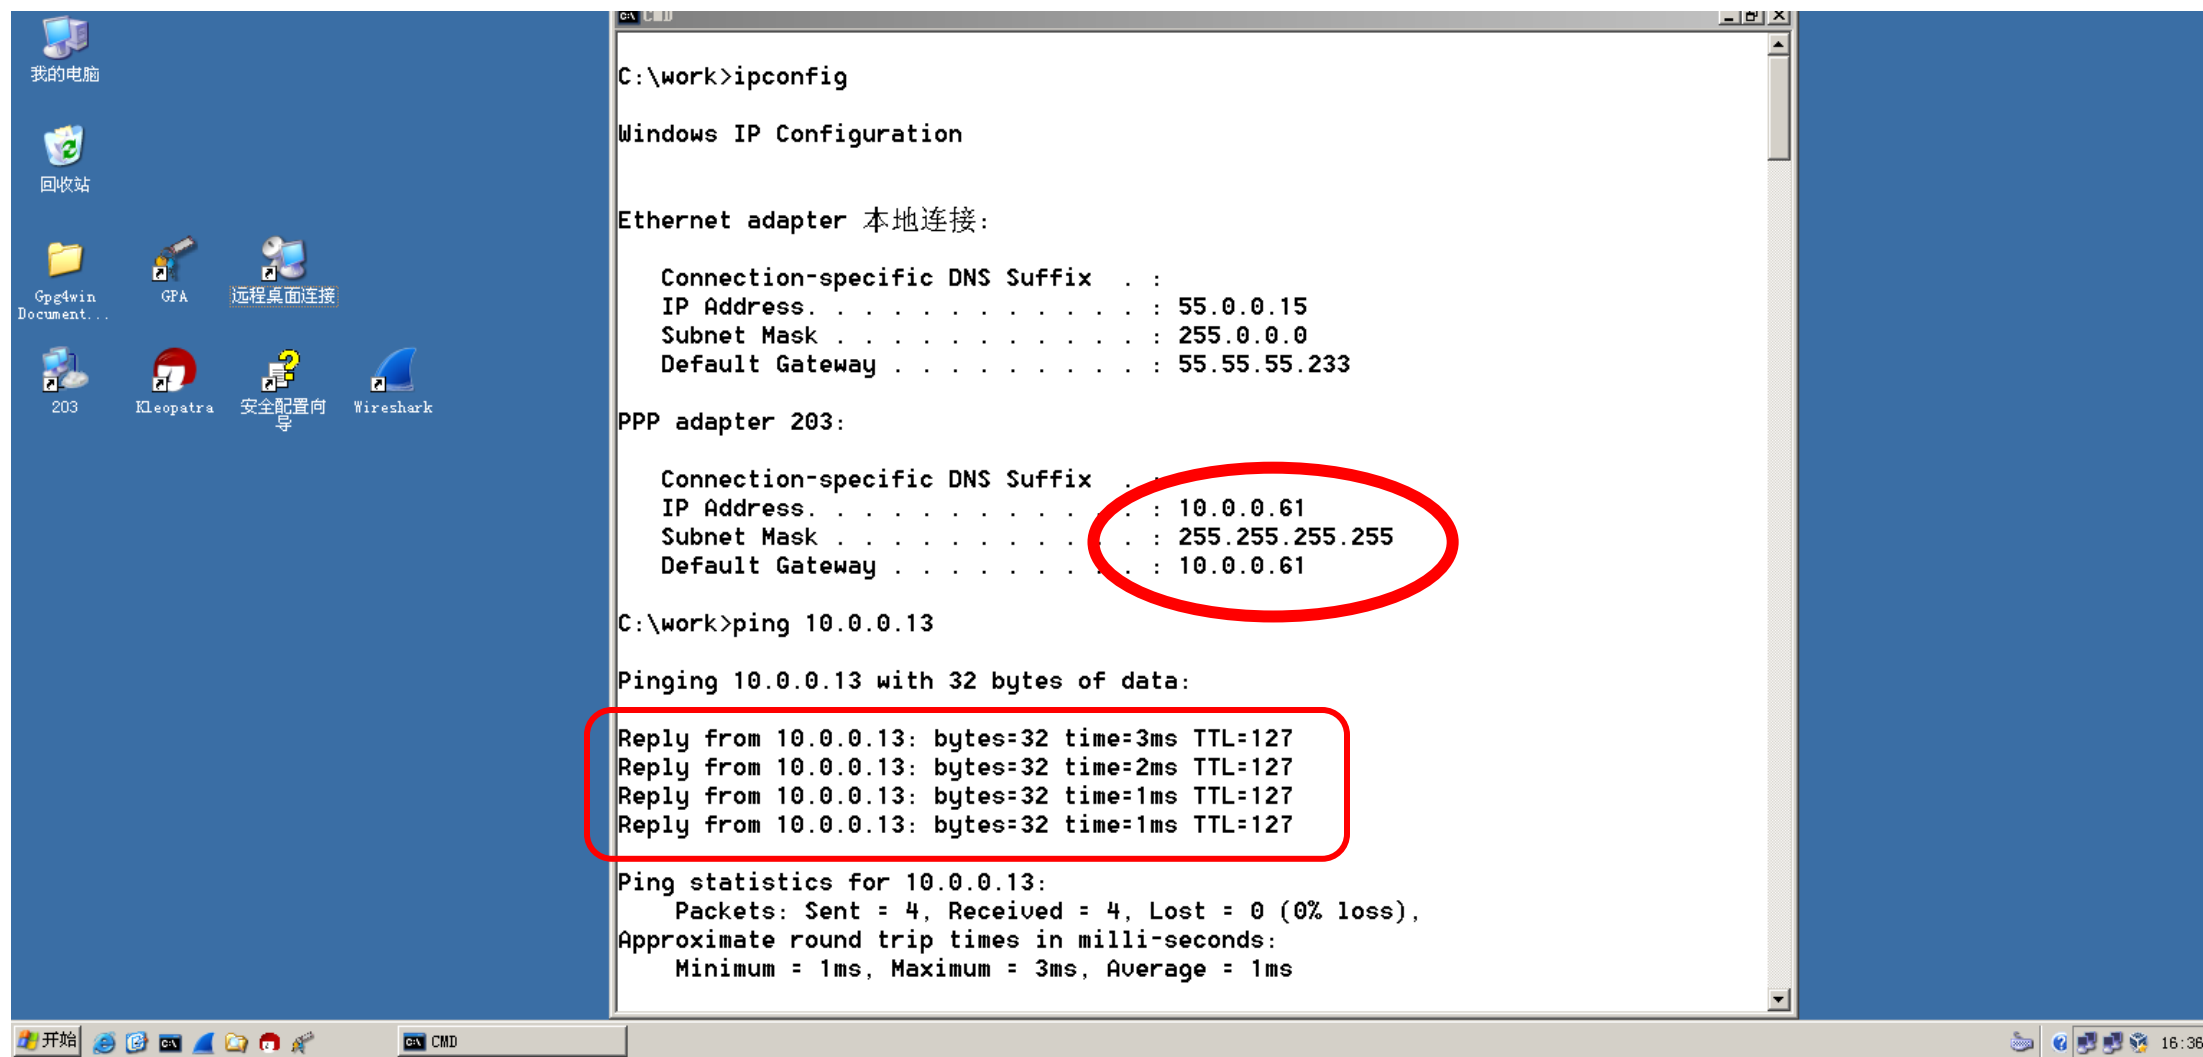 我的电脑
回收站
Gpg4win Document...
GPA
远程桌面连接
203
Kleopatra
安全配置向导
Wireshark
CMD
C:\work>ipconfig
Windows IP Configuration
Ethernet adapter 本地连接:
Connection-specific DNS Suffix . :
IP Address. . . . . . . . . . . . : 55.0.0.15
Subnet Mask . . . . . . . . . . . : 255.0.0.0
Default Gateway . . . . . . . . . : 55.55.55.233
PPP adapter 203:
Connection-specific DNS Suffix . :
IP Address. . . . . . . . . . . . : 10.0.0.61
Subnet Mask . . . . . . . . . . . : 255.255.255.255
Default Gateway . . . . . . . . . : 10.0.0.61
C:\work>ping 10.0.0.13
Pinging 10.0.0.13 with 32 bytes of data:
Reply from 10.0.0.13: bytes=32 time=3ms TTL=127
Reply from 10.0.0.13: bytes=32 time=2ms TTL=127
Reply from 10.0.0.13: bytes=32 time=1ms TTL=127
Reply from 10.0.0.13: bytes=32 time=1ms TTL=127
Ping statistics for 10.0.0.13:
Packets: Sent = 4, Received = 4, Lost = 0 (0% loss),
Approximate round trip times in milli-seconds:
Minimum = 1ms, Maximum = 3ms, Average = 1ms
开始
CMD
16:36